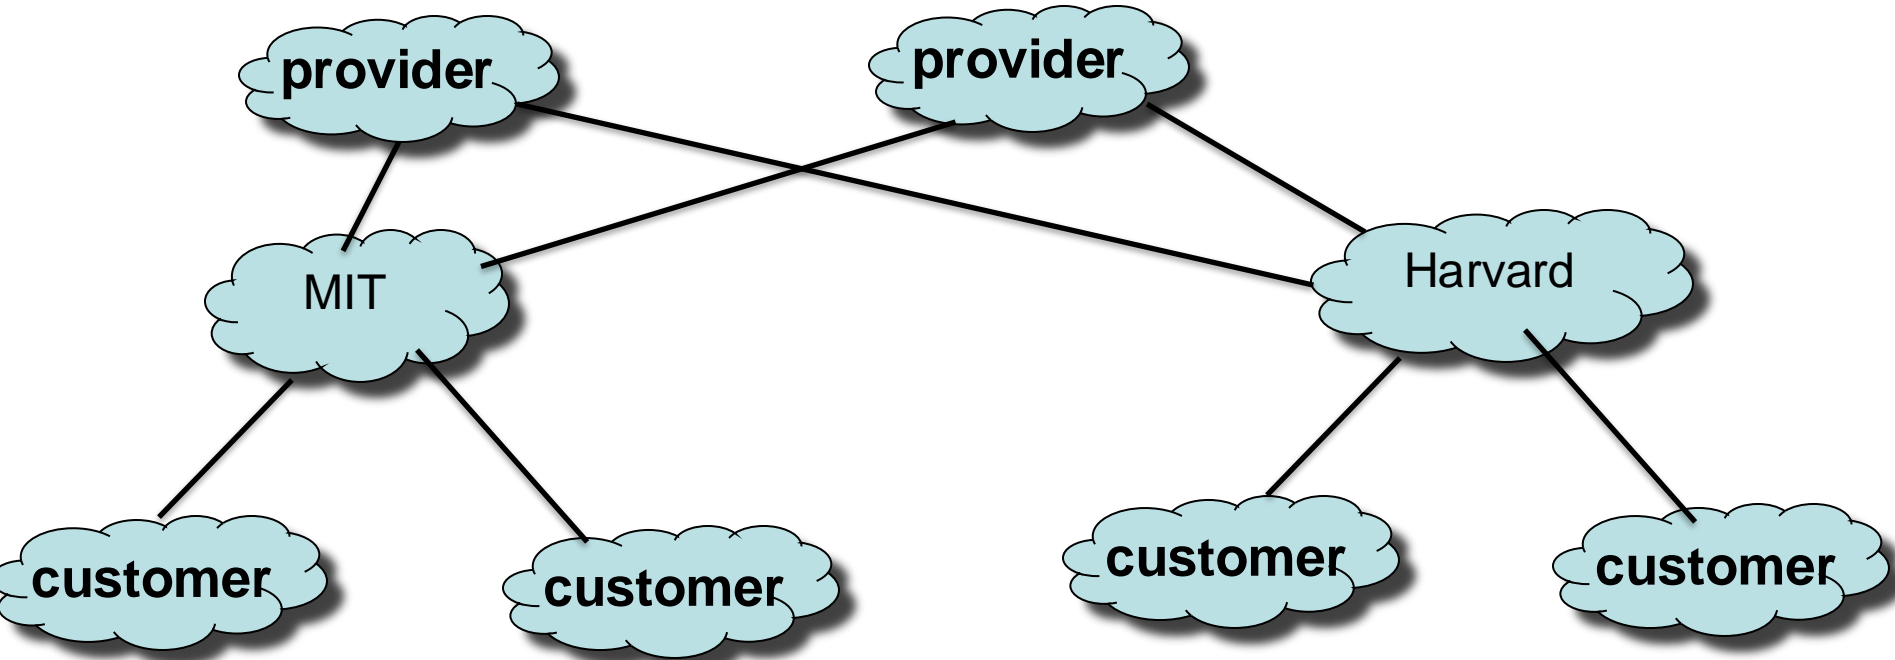 provider
provider
MIT
Harvard
customer
customer
customer
customer